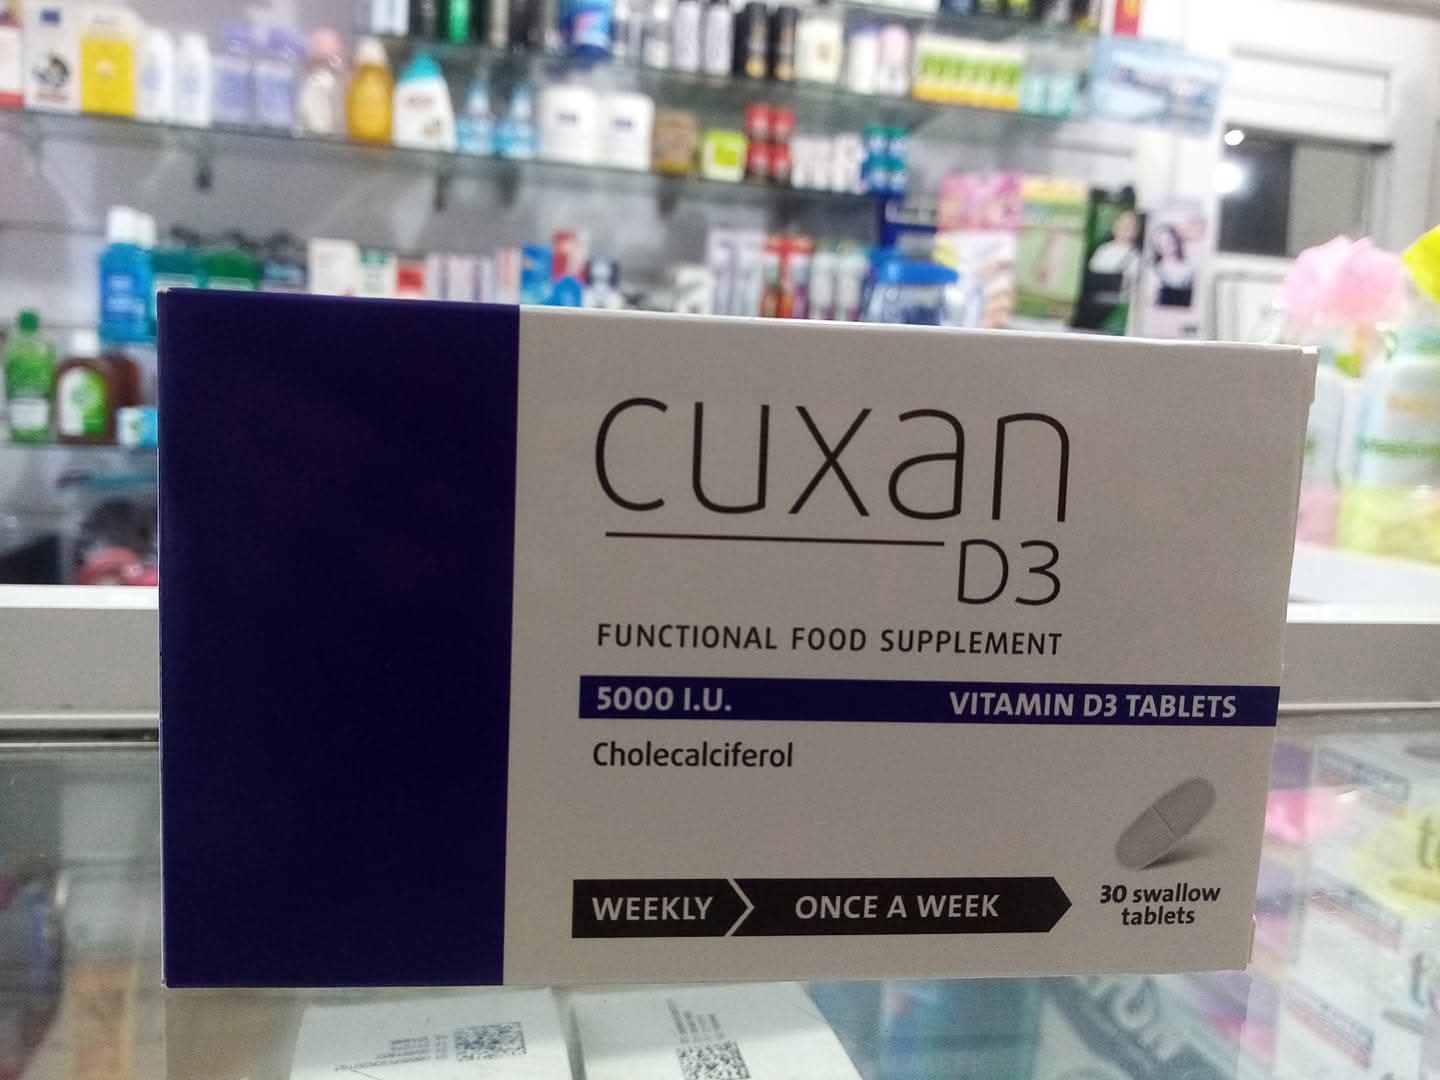 cuxan
D3
FUNCTIONAL FOOD SUPPLEMENT
5000 I.U. VITAMIN D3 TABLETS
Cholecalciferol
WEEKLY ONCE A WEEK
30 swallow
tablets